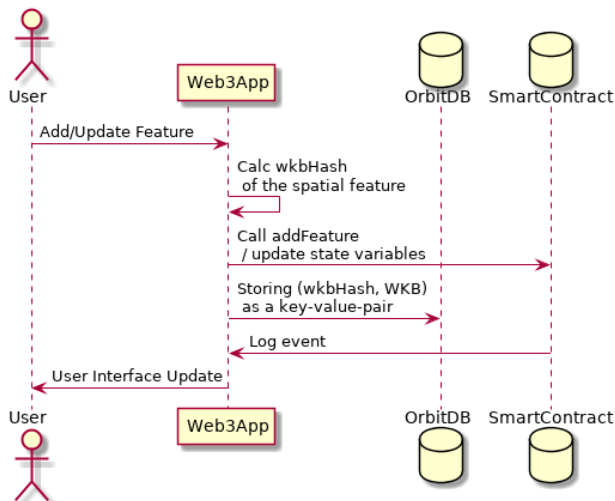 User
Web3App
OrbitDB
SmartContract
Add/Update Feature
Calc wkbHash
of the spatial feature
Call addFeature
/ update state variables
Storing (wkbHash, WKB)
as a key-value-pair
Log event
User Interface Update
User
Web3App
OrbitDB
SmartContract